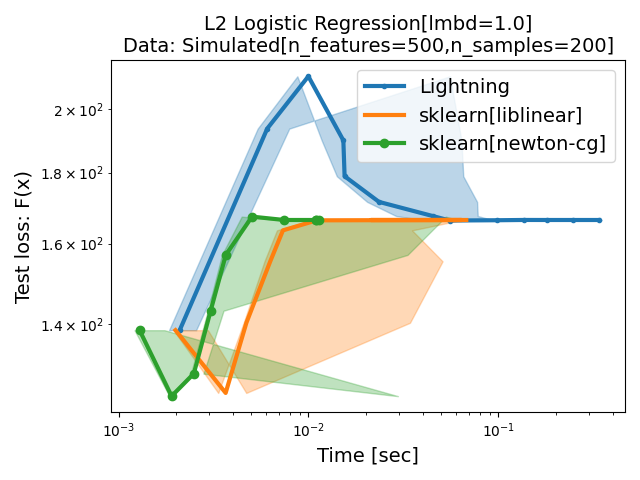 L2 Logistic Regression[lmbd=1.0]
Data: Simulated[n_features=500,n_samples=200]
Lightning
sklearn[liblinear]
sklearn[newton-cg]
Test loss: F(x)
2 × 10²
1.8 × 10²
1.6 × 10²
1.4 × 10²
10⁻³
10⁻²
10⁻¹
Time [sec]